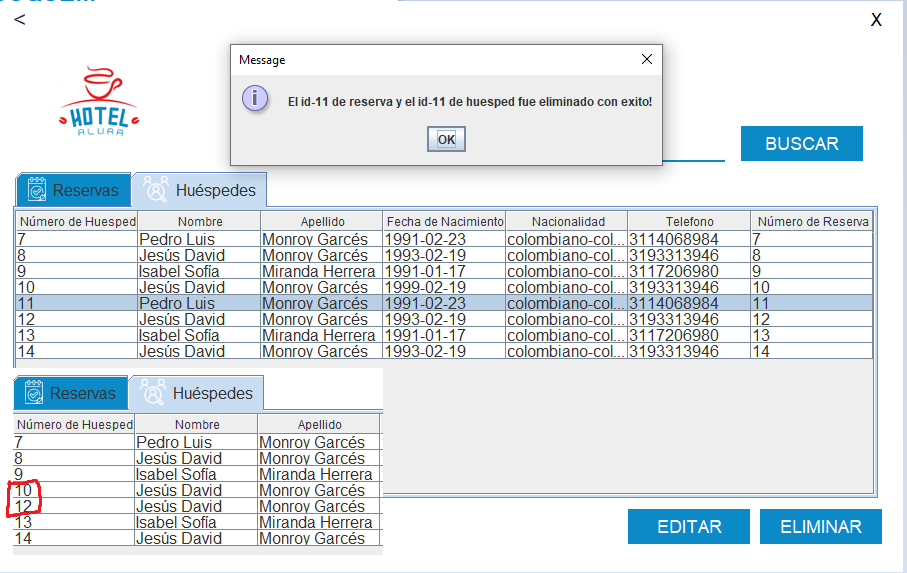 <
X
Message
El id-11 de reserva y el id-11 de huesped fue eliminado con exito!
OK
HOTEL
ALURA
BUSCAR
Reservas Huéspedes
Número de Huesped Nombre Apellido Fecha de Nacimiento Nacionalidad Telefono Número de Reserva
7 Pedro Luis Monroy Garcés 1991-02-23 colombiano-col... 3114068984 7
8 Jesús David Monroy Garcés 1993-02-19 colombiano-col... 3193313946 8
9 Isabel Sofía Miranda Herrera 1991-01-17 colombiano-col... 3117206980 9
10 Jesús David Monroy Garcés 1999-02-19 colombiano-col... 3193313946 10
11 Pedro Luis Monroy Garcés 1991-02-23 colombiano-col... 3114068984 11
12 Jesús David Monroy Garcés 1993-02-19 colombiano-col... 3193313946 12
13 Isabel Sofía Miranda Herrera 1991-01-17 colombiano-col... 3117206980 13
14 Jesús David Monroy Garcés 1993-02-19 colombiano-col... 3193313946 14
Reservas Huéspedes
Número de Huesped Nombre Apellido
7 Pedro Luis Monroy Garcés
8 Jesús David Monroy Garcés
9 Isabel Sofía Miranda Herrera
10 Jesús David Monroy Garcés
12 Jesús David Monroy Garcés
13 Isabel Sofía Miranda Herrera
14 Jesús David Monroy Garcés
EDITAR ELIMINAR